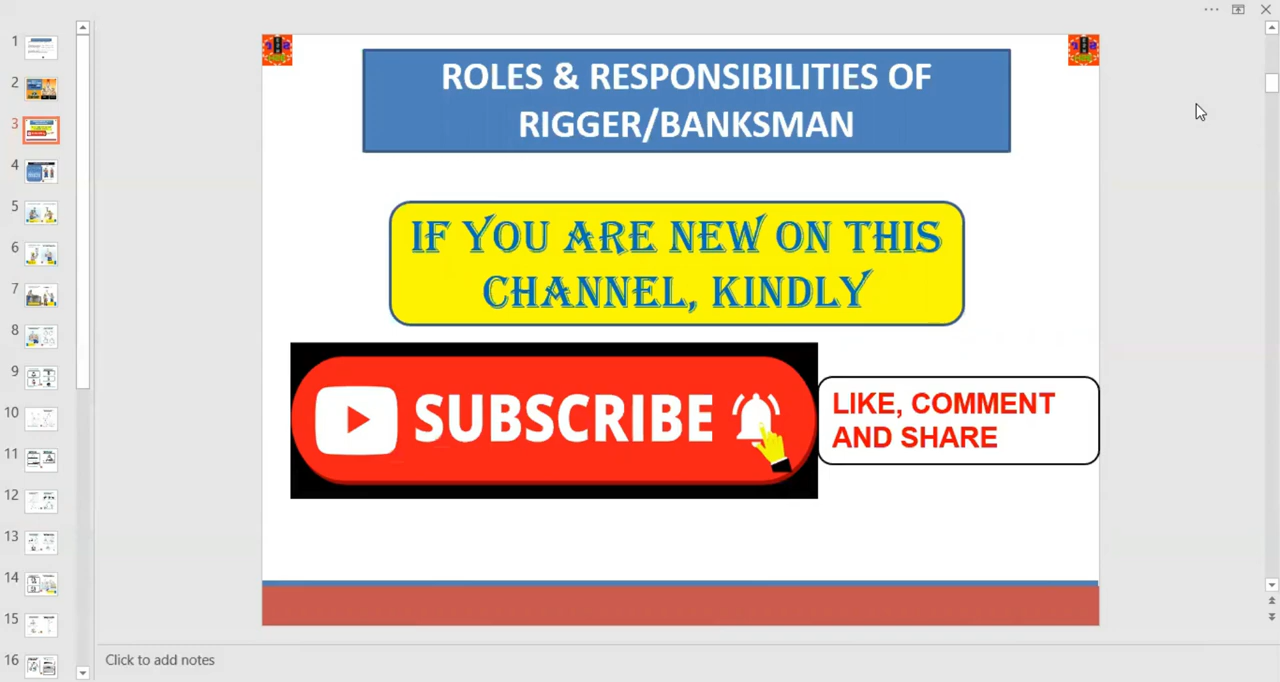 ROLES & RESPONSIBILITIES OF
RIGGER/BANKSMAN
IF YOU ARE NEW ON THIS
CHANNEL, KINDLY
SUBSCRIBE
LIKE, COMMENT
AND SHARE
1
2
3
4
5
6
7
8
9
10
11
12
13
14
15
16
Click to add notes